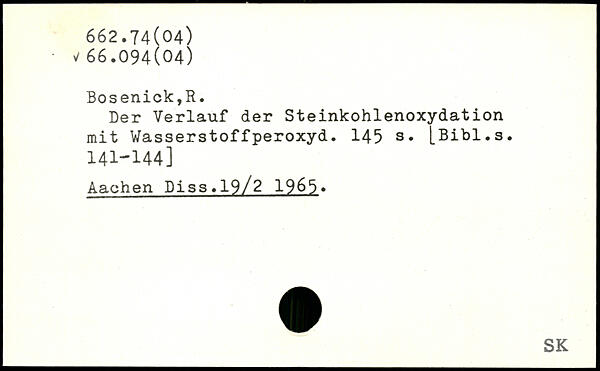 662.74(04)
v 66.094(04)
Bosenick,R.
Der Verlauf der Steinkohlenoxydation
mit Wasserstoffperoxyd. 145 s. [Bibl.s.
141-144]
Aachen Diss.19/2 1965.
SK